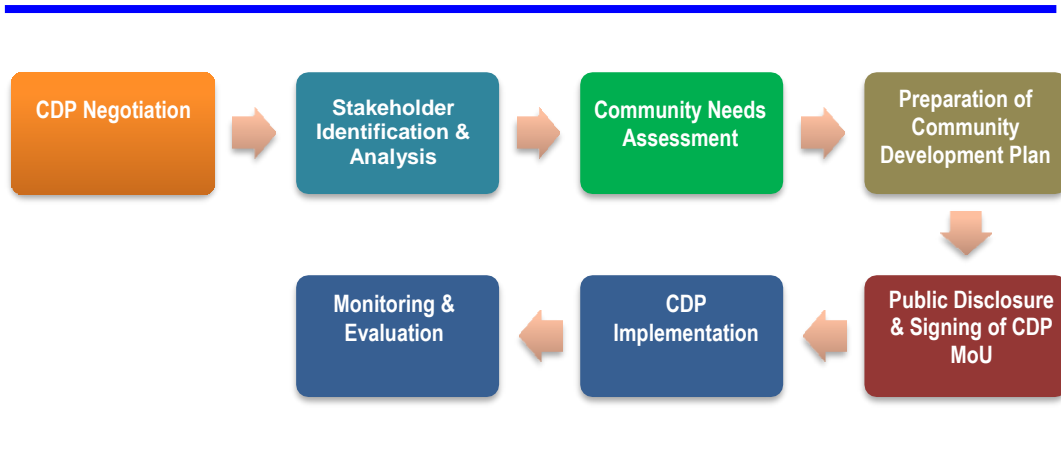 CDP Negotiation
Stakeholder
Identification &
Analysis
Community Needs
Assessment
Preparation of
Community
Development Plan
Public Disclosure
& Signing of CDP
MoU
CDP
Implementation
Monitoring &
Evaluation